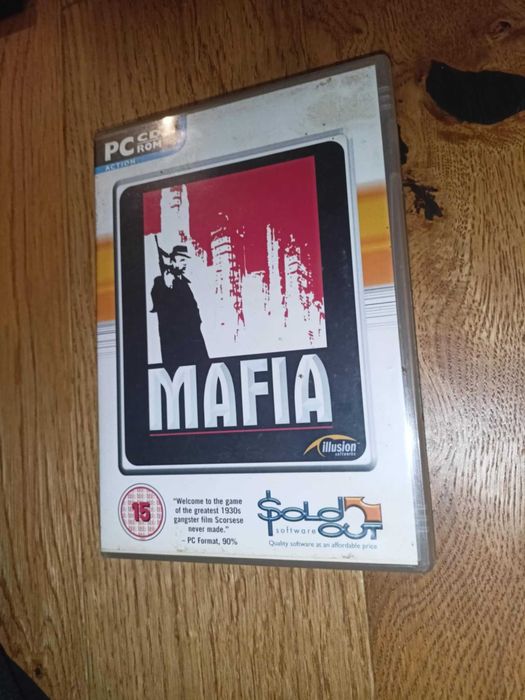 PC CD
ROM
ACTION
MAFIA
illusion
softworks
15
"Welcome to the game
of the greatest 1930s
gangster film Scorsese
never made."
– PC Format, 90%
Sold
software OUT
Quality software at an affordable price